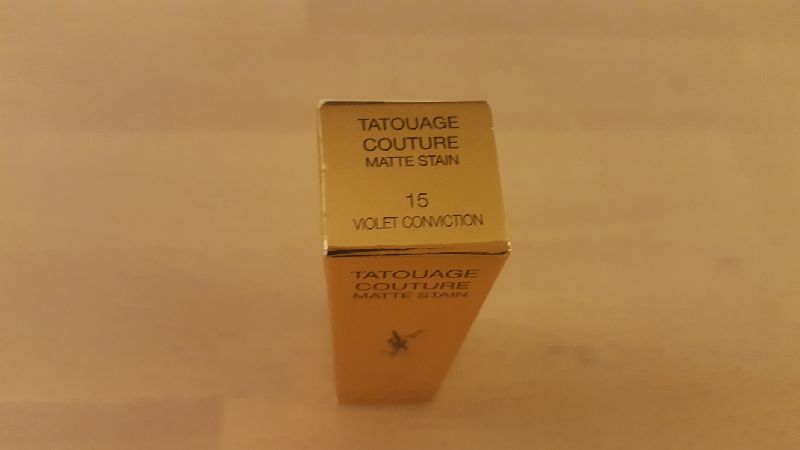 TATOUAGE
COUTURE
MATTE STAIN
15
VIOLET CONVICTION
TATOUAGE
COUTURE
MATTE STAIN